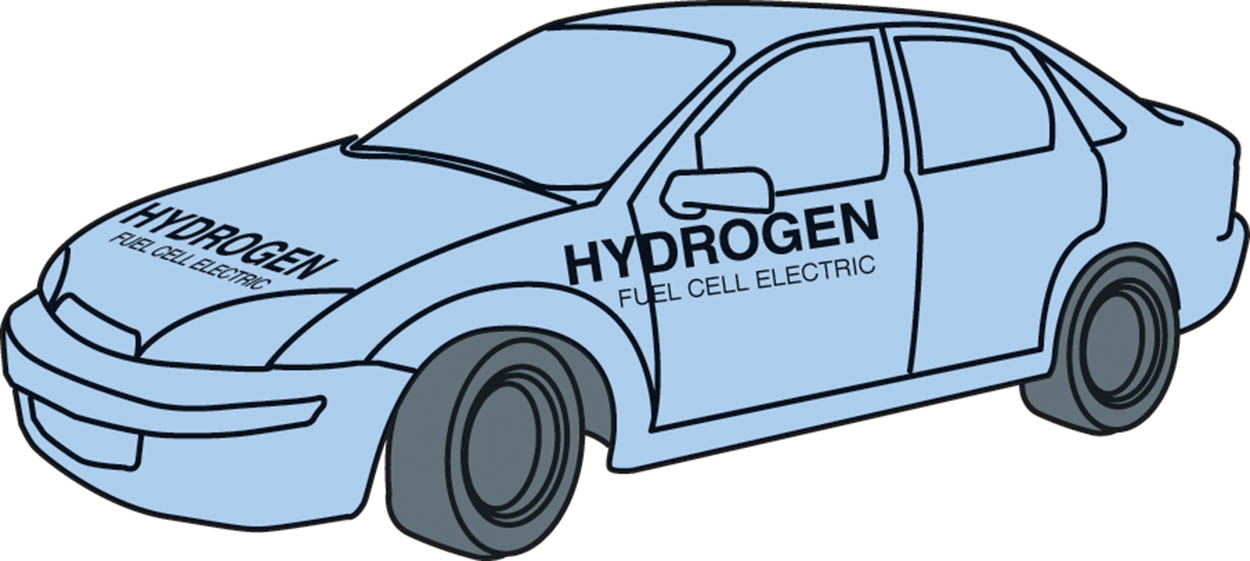 HYDROGEN
FUEL CELL ELECTRIC
HYDROGEN
FUEL CELL ELECTRIC